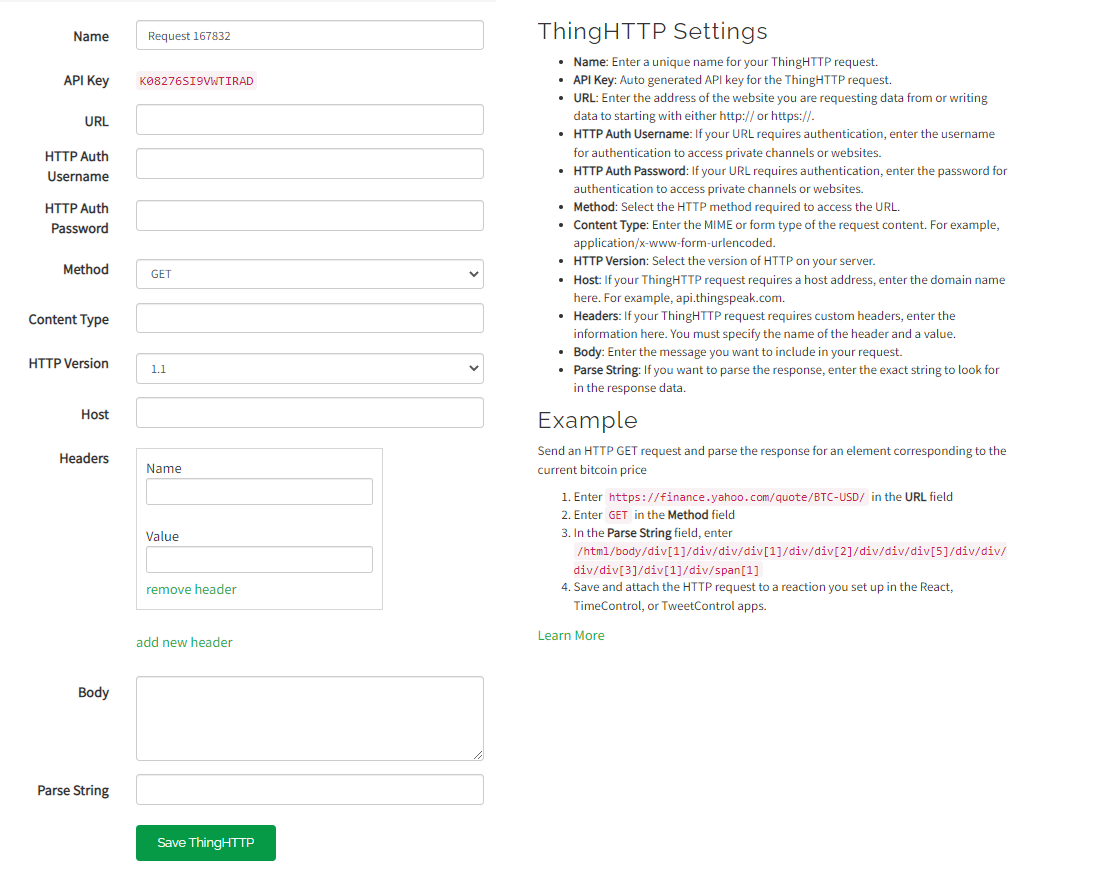 Name
Request 167832
API Key
K08276SI9VWTIRAD
URL
HTTP Auth
Username
HTTP Auth
Password
Method
GET
Content Type
HTTP Version
1.1
Host
Headers
Name
Value
remove header
add new header
Body
Parse String
Save ThingHTTP
ThingHTTP Settings
• Name: Enter a unique name for your ThingHTTP request.
• API Key: Auto generated API key for the ThingHTTP request.
• URL: Enter the address of the website you are requesting data from or writing
data to starting with either http:// or https://.
• HTTP Auth Username: If your URL requires authentication, enter the username
for authentication to access private channels or websites.
• HTTP Auth Password: If your URL requires authentication, enter the password for
authentication to access private channels or websites.
• Method: Select the HTTP method required to access the URL.
• Content Type: Enter the MIME or form type of the request content. For example,
application/x-www-form-urlencoded.
• HTTP Version: Select the version of HTTP on your server.
• Host: If your ThingHTTP request requires a host address, enter the domain name
here. For example, api.thingspeak.com.
• Headers: If your ThingHTTP request requires custom headers, enter the
information here. You must specify the name of the header and a value.
• Body: Enter the message you want to include in your request.
• Parse String: If you want to parse the response, enter the exact string to look for
in the response data.
Example
Send an HTTP GET request and parse the response for an element corresponding to the
current bitcoin price
1. Enter https://finance.yahoo.com/quote/BTC-USD/ in the URL field
2. Enter GET in the Method field
3. In the Parse String field, enter
/html/body/div[1]/div/div/div[1]/div/div[2]/div/div/div[5]/div/div/
div/div[3]/div[1]/div/span[1]
4. Save and attach the HTTP request to a reaction you set up in the React,
TimeControl, or TweetControl apps.
Learn More